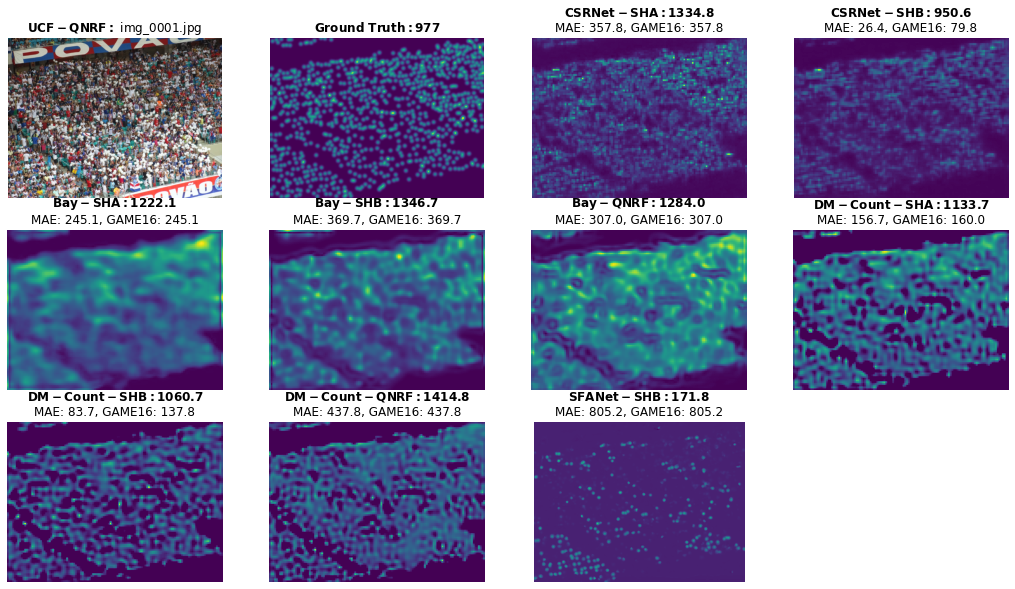 UCF − QNRF : img_0001.jpg
Ground Truth : 977
CSRNet − SHA : 1334.8
MAE: 357.8, GAME16: 357.8
CSRNet − SHB : 950.6
MAE: 26.4, GAME16: 79.8
POVAO
POVAOC
Bay − SHA : 1222.1
MAE: 245.1, GAME16: 245.1
Bay − SHB : 1346.7
MAE: 369.7, GAME16: 369.7
Bay − QNRF : 1284.0
MAE: 307.0, GAME16: 307.0
DM − Count − SHA : 1133.7
MAE: 156.7, GAME16: 160.0
DM − Count − SHB : 1060.7
MAE: 83.7, GAME16: 137.8
DM − Count − QNRF : 1414.8
MAE: 437.8, GAME16: 437.8
SFANet − SHB : 171.8
MAE: 805.2, GAME16: 805.2